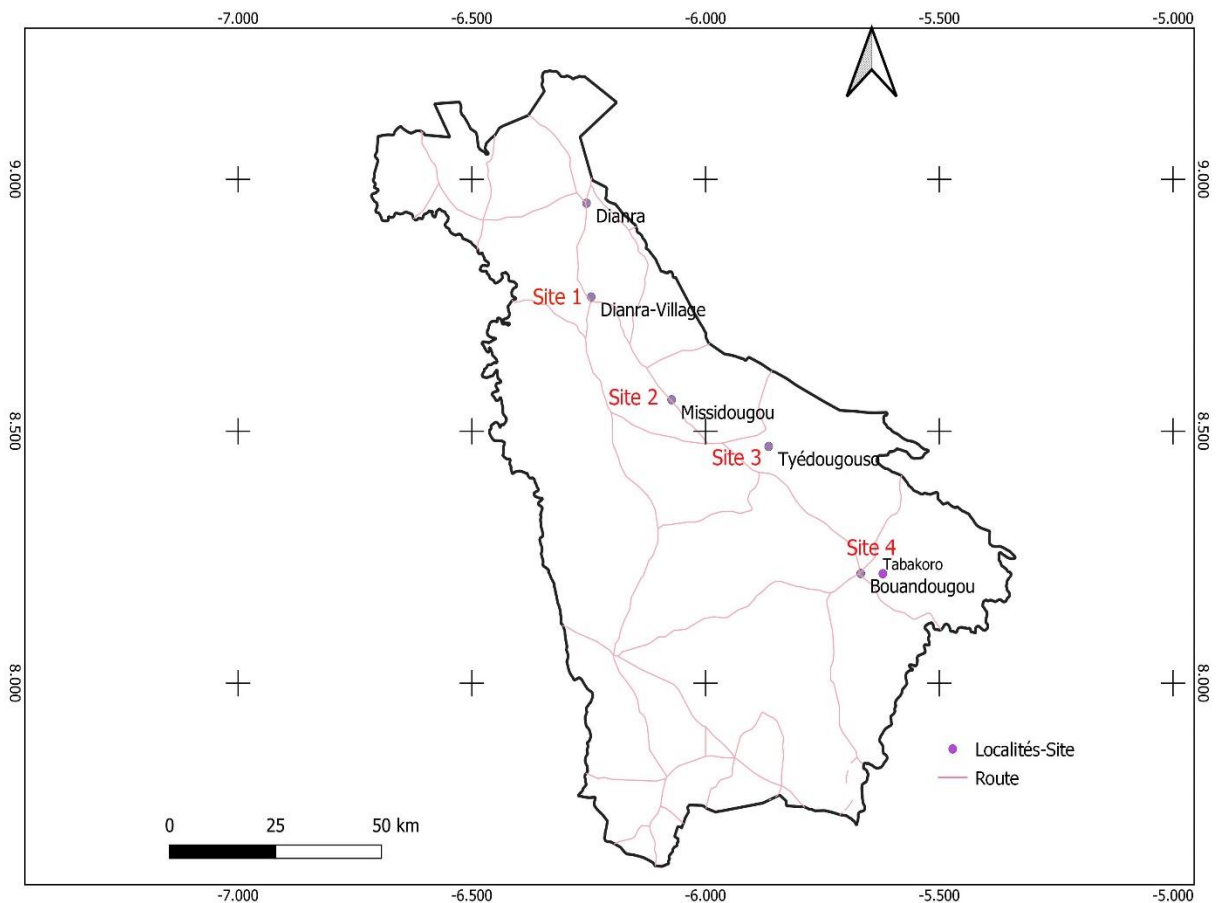 -7.000
-6.500
-6.000
-5.500
-5.000
9.000
9.000
Dianra
Site 1
Dianra-Village
Site 2
Missidougou
8.500
8.500
Site 3
Tyédougouso
Site 4
Tabakoro
Bouandougou
8.000
8.000
Localités-Site
Route
0
25
50 km
-7.000
-6.500
-6.000
-5.500
-5.000